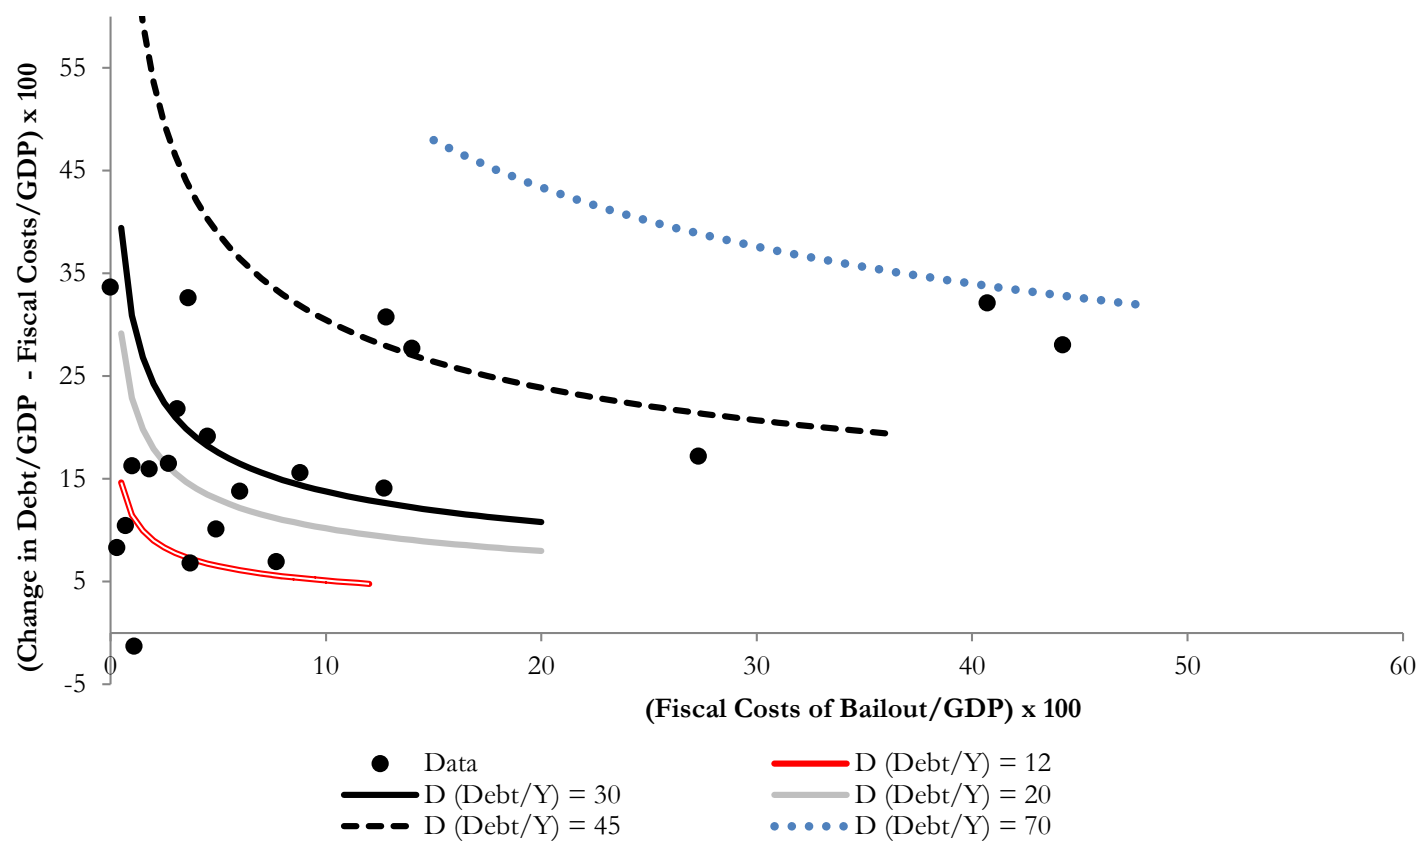 (Change in Debt/GDP - Fiscal Costs/GDP) x 100
55
45
35
25
15
5
-5
0 10 20 30 40 50 60
(Fiscal Costs of Bailout/GDP) x 100
Data D (Debt/Y) = 12
D (Debt/Y) = 30 D (Debt/Y) = 20
D (Debt/Y) = 45 D (Debt/Y) = 70